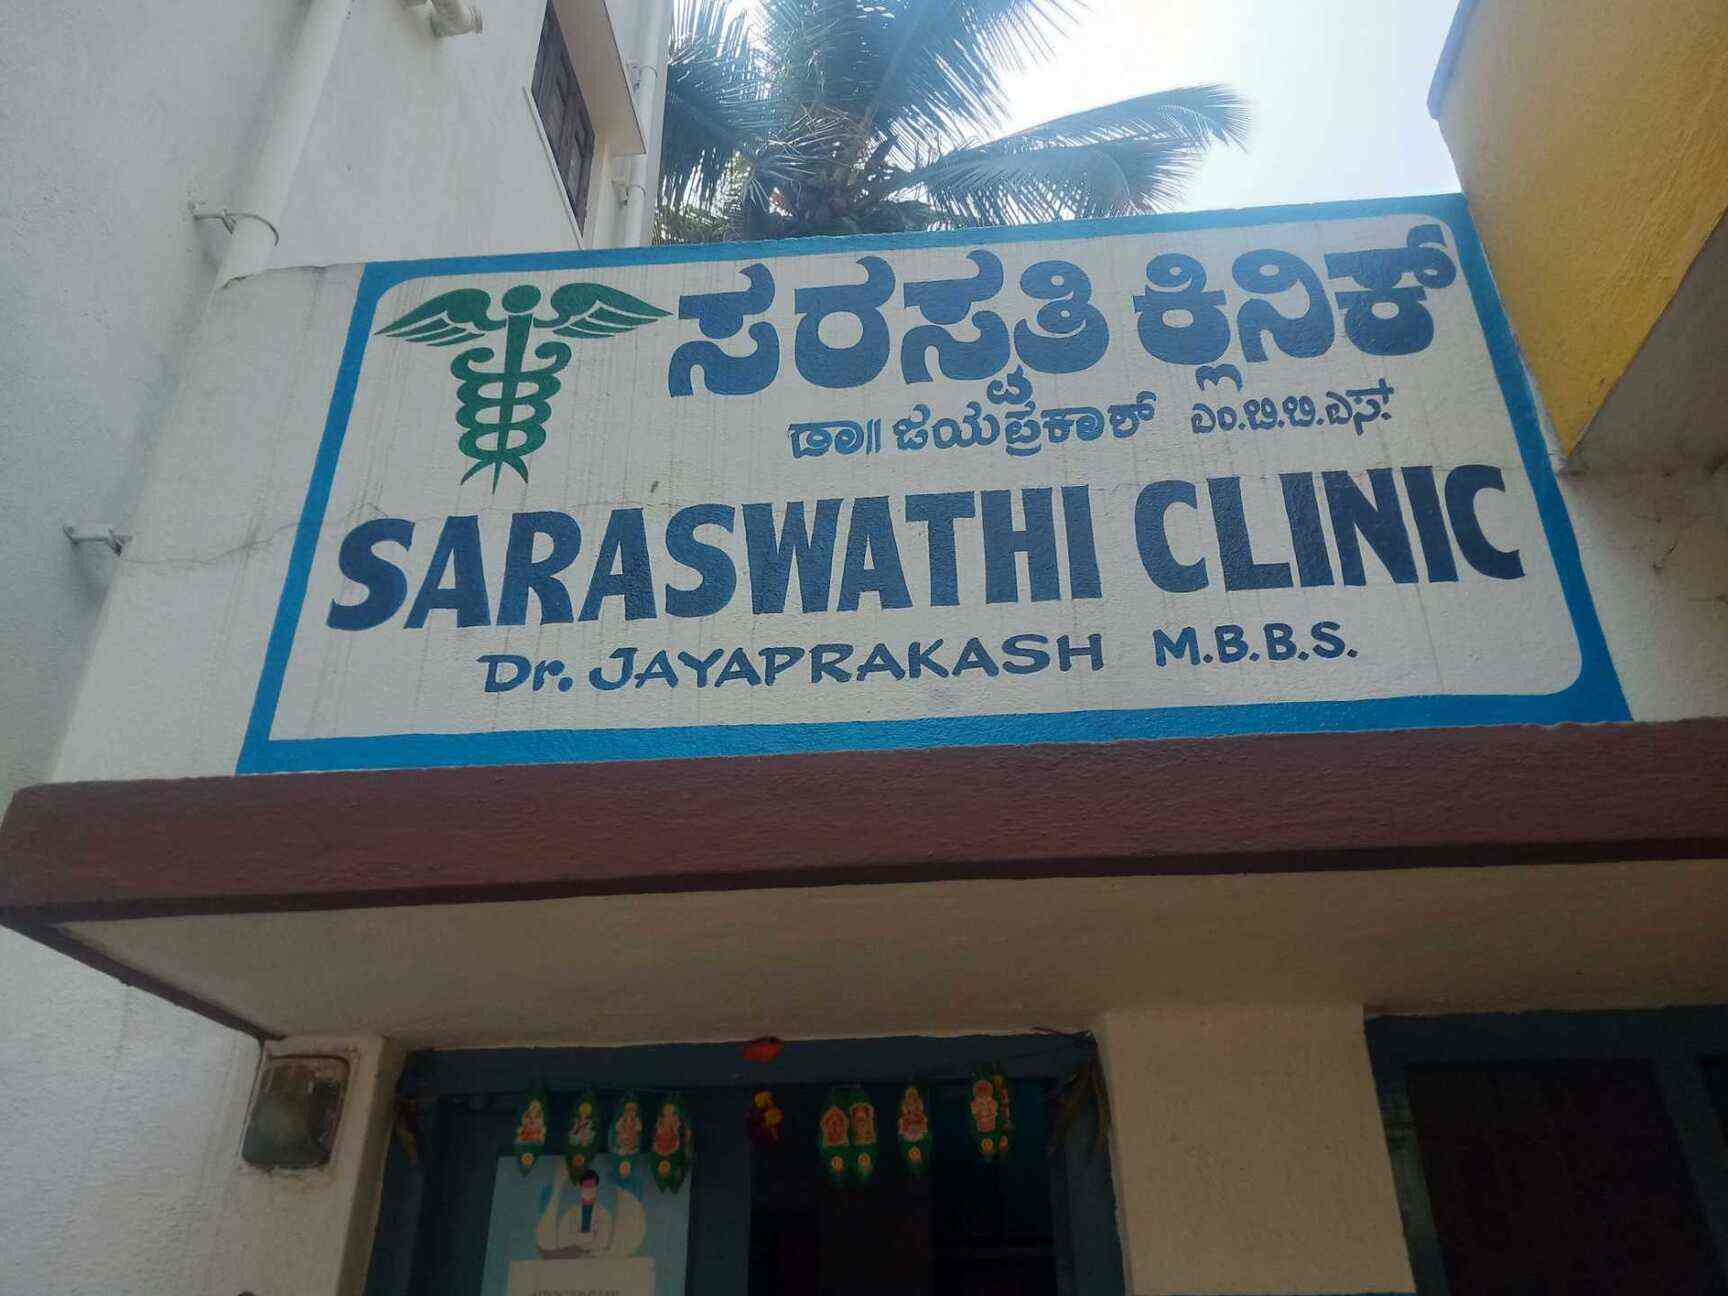 ಸರಸ್ವತಿ ಕ್ಲಿನಿಕ್
ಡಾ|| ಜಯಪ್ರಕಾಶ್ ಎಂ.ಬಿ.ಬಿ.ಎಸ್.
SARASWATHI CLINIC
Dr. JAYAPRAKASH M.B.B.S.